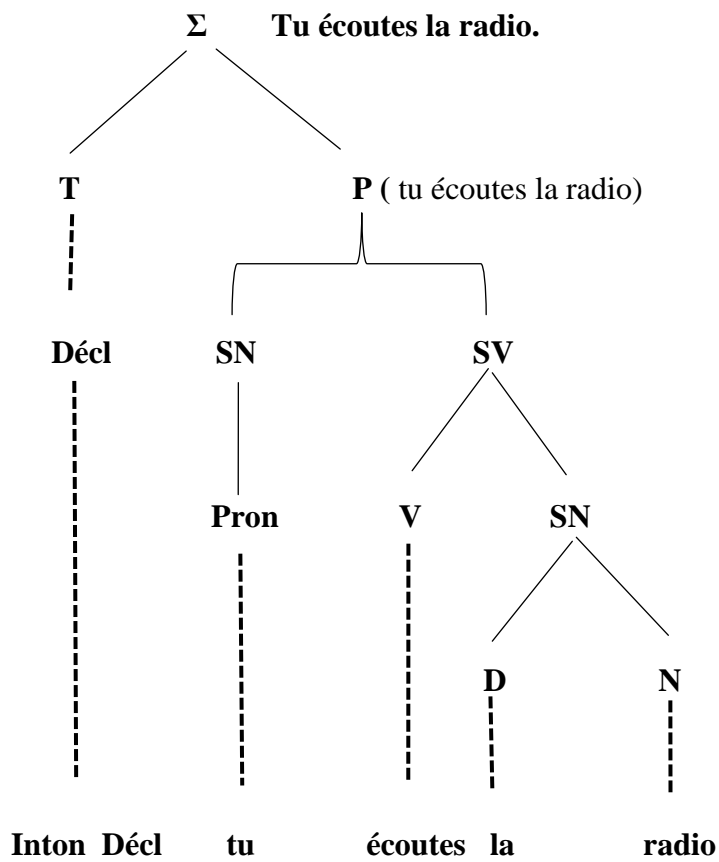 Σ Tu écoutes la radio.
T P ( tu écoutes la radio)
Décl SN SV
Pron V SN
D N
Inton Décl tu écoutes la radio